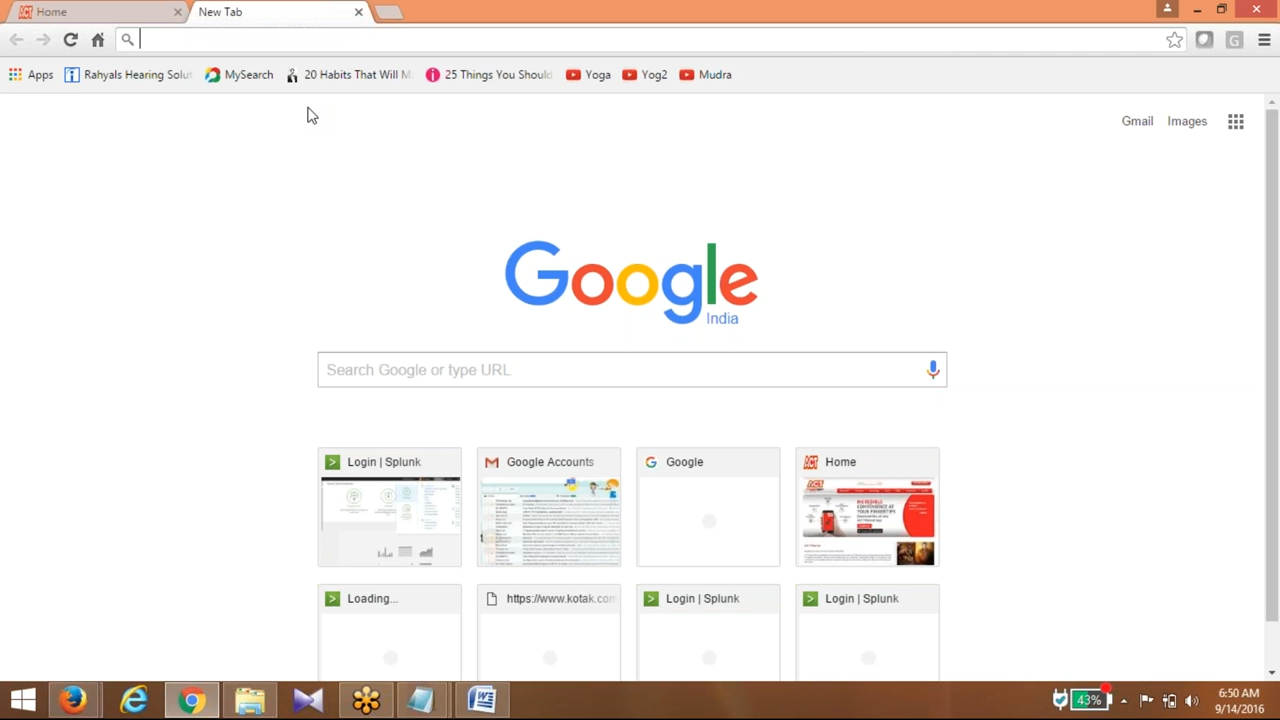 Home
New Tab
Apps
Rahyals Hearing Solut
MySearch
20 Habits That Will M
25 Things You Should
Yoga
Yog2
Mudra
Gmail
Images
Google
India
Search Google or type URL
Login | Splunk
Google Accounts
Google
Home
Loading...
https://www.kotak.com
Login | Splunk
Login | Splunk
43%
6:50 AM
9/14/2016